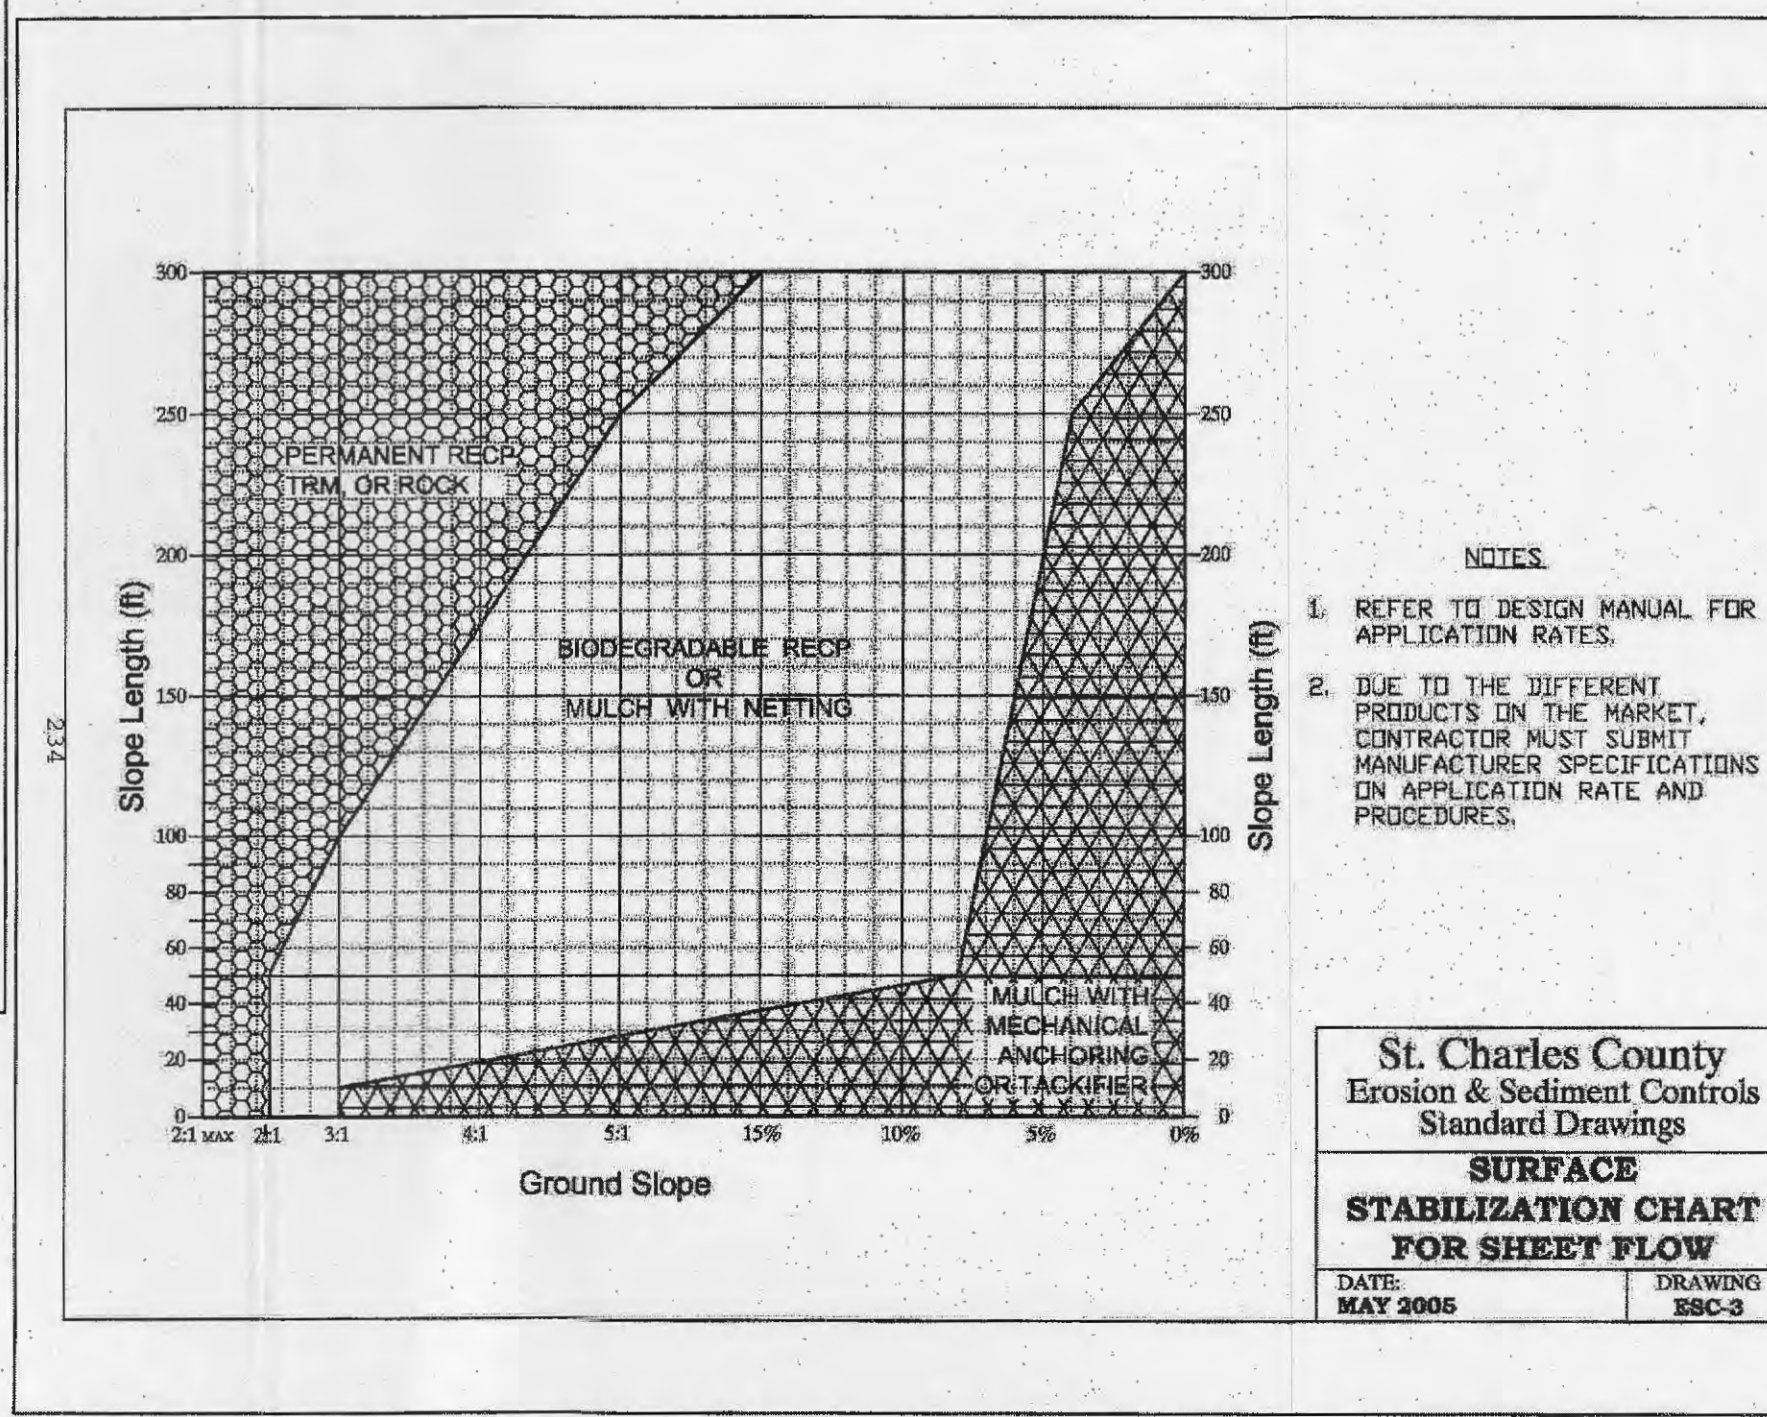 300
250
200
150
100
80
60
40
20
0
Slope Length (ft)
PERMANENT RECP
TRM, OR ROCK
BIODEGRADABLE RECP
OR
MULCH WITH NETTING
MULCH WITH
MECHANICAL
ANCHORING
OR TACKIFIER
300
250
200
150
100
80
60
40
20
0
Slope Length (ft)
2:1 MAX 3:1 4:1 5:1 15% 10% 5% 0%
Ground Slope
234
NOTES
1. REFER TO DESIGN MANUAL FOR
APPLICATION RATES.
2. DUE TO THE DIFFERENT
PRODUCTS ON THE MARKET,
CONTRACTOR MUST SUBMIT
MANUFACTURER SPECIFICATIONS
ON APPLICATION RATE AND
PROCEDURES.
St. Charles County
Erosion & Sediment Controls
Standard Drawings
SURFACE
STABILIZATION CHART
FOR SHEET FLOW
DATE:
MAY 2005
DRAWING
ESC-3